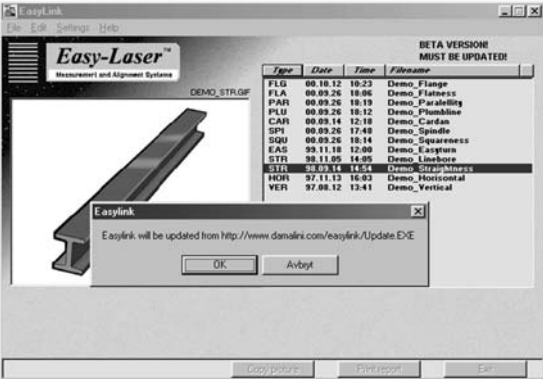 EasyLink
File Edit Settings Help
Easy-Laser™
Measurement and Alignment Systems
BETA VERSION!
MUST BE UPDATED!
DEMO_STR.GIF
Type Date Time Filename
FLG 00.10.12 10:23 Demo_Flange
FLA 00.09.26 18:06 Demo_Flatness
PAR 00.09.26 18:19 Demo_Paralellity
PLU 00.09.26 18:12 Demo_Plumbline
CAR 00.09.14 12:18 Demo_Cardan
SPI 00.09.26 17:48 Demo_Spindle
SQU 00.09.26 18:14 Demo_Squareness
EAS 99.11.18 12:00 Demo_Easyturn
STR 98.11.05 14:05 Demo_Linebore
STR 98.09.14 14:54 Demo_Straightness
HOR 97.11.13 16:03 Demo_Horisontal
VER 97.08.12 13:41 Demo_Vertical
Easylink
Easylink will be updated from http://www.damalini.com/easylink/Update.EXE
OK Avbryt
Copy picture Print report Exit